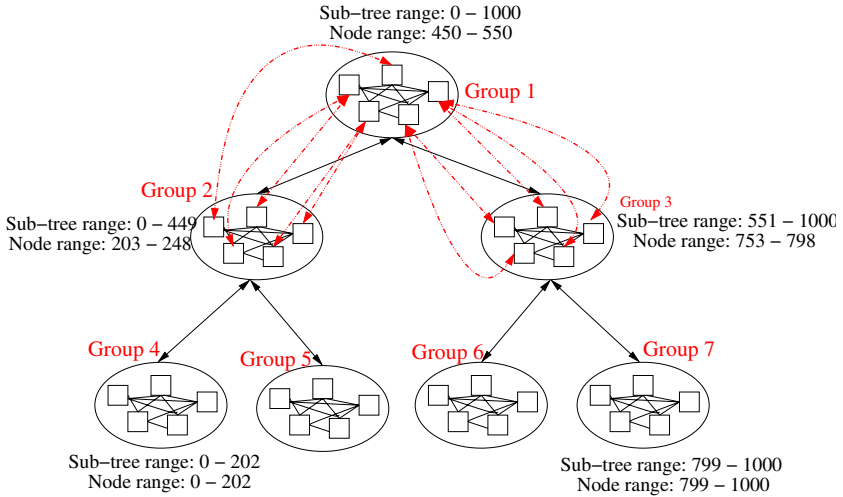 Sub−tree range: 0 − 1000
Node range: 450 − 550
Group 1
Group 2
Group 3
Sub−tree range: 0 − 449
Node range: 203 − 248
Sub−tree range: 551 − 1000
Node range: 753 − 798
Group 4
Group 5
Group 6
Group 7
Sub−tree range: 0 − 202
Node range: 0 − 202
Sub−tree range: 799 − 1000
Node range: 799 − 1000